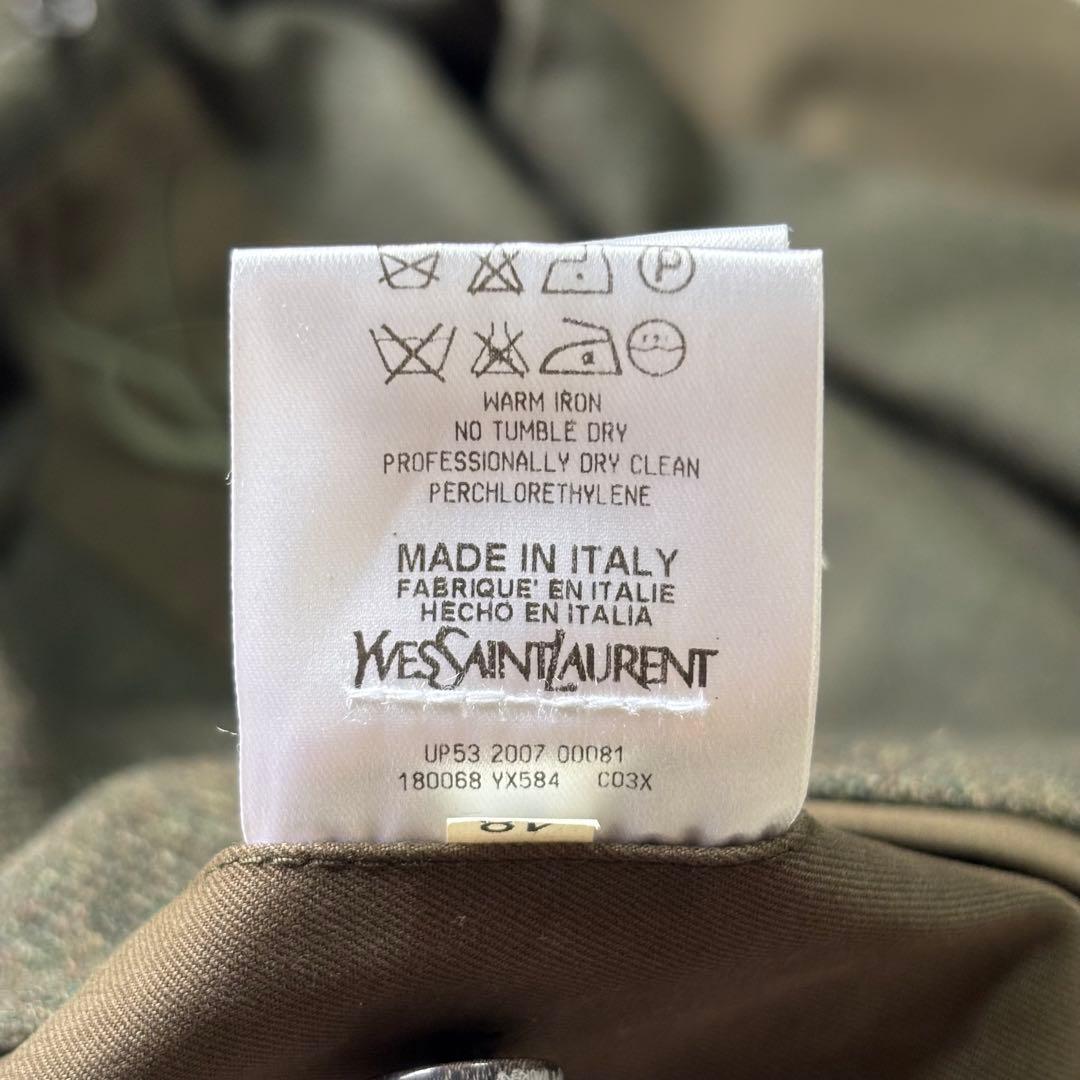 P
WARM IRON
NO TUMBLE DRY
PROFESSIONALLY DRY CLEAN
PERCHLORETHYLENE
MADE IN ITALY
FABRIQUE' EN ITALIE
HECHO EN ITALIA
YVESSAINTLAURENT
UP53 2007 00081
180068 YX584 C03X